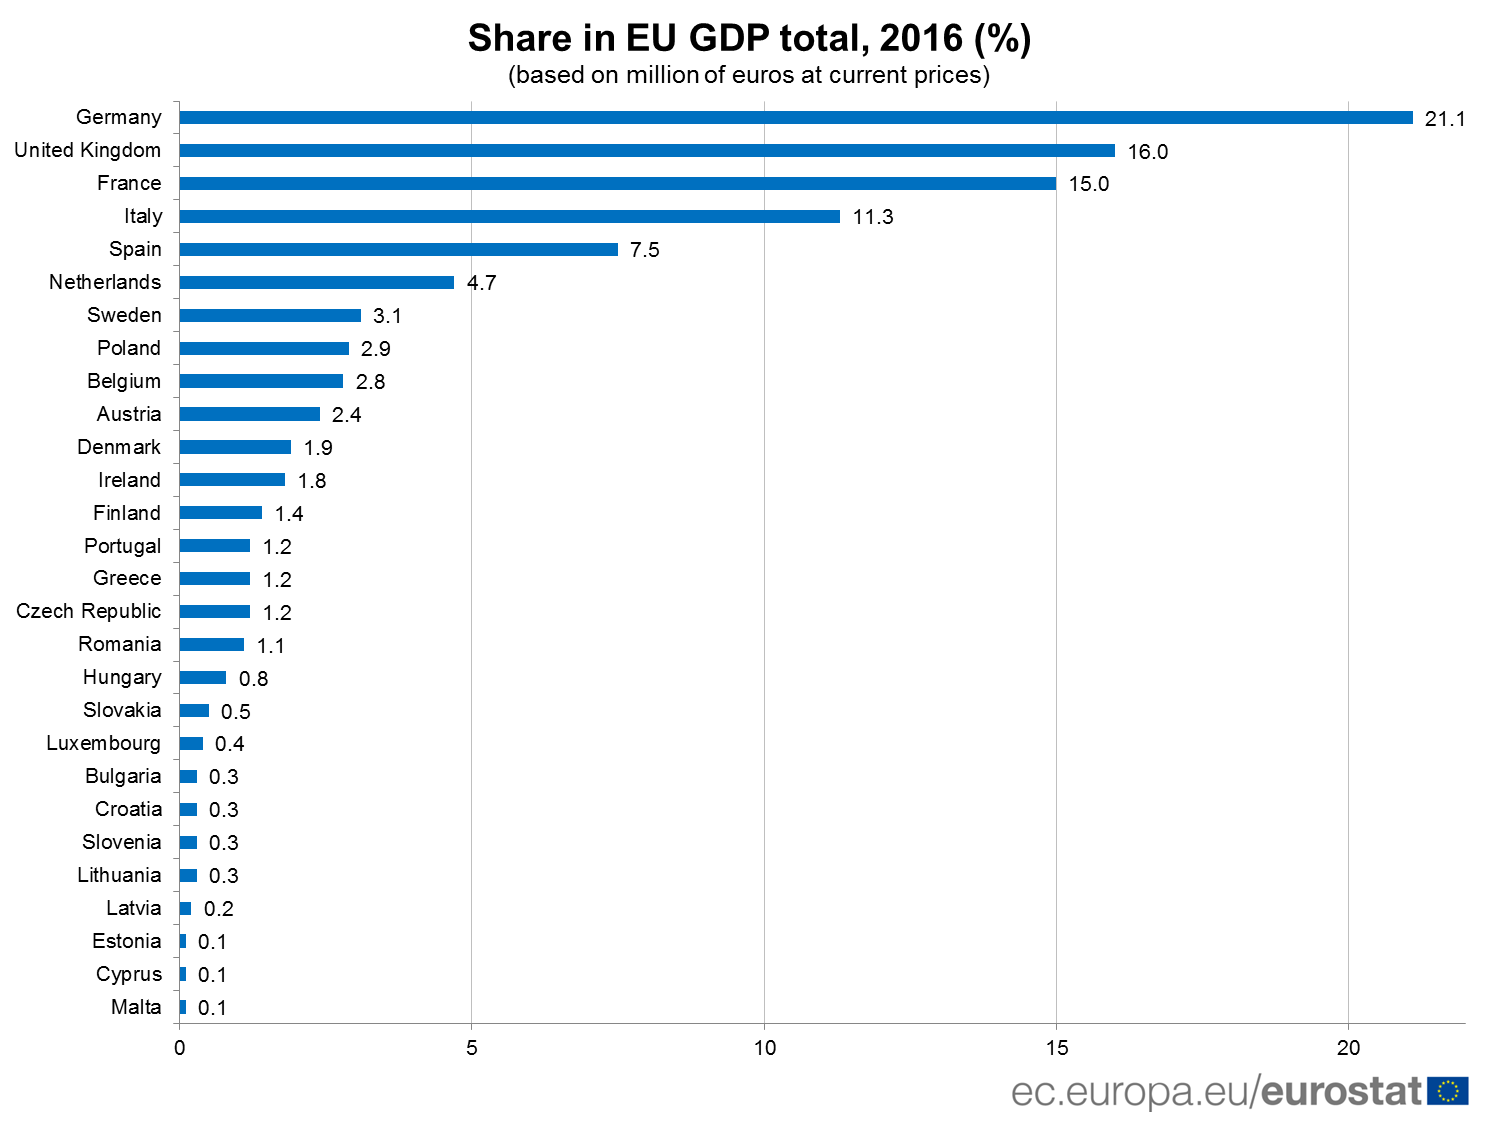 Share in EU GDP total, 2016 (%)
(based on million of euros at current prices)
Germany 21.1
United Kingdom 16.0
France 15.0
Italy 11.3
Spain 7.5
Netherlands 4.7
Sweden 3.1
Poland 2.9
Belgium 2.8
Austria 2.4
Denmark 1.9
Ireland 1.8
Finland 1.4
Portugal 1.2
Greece 1.2
Czech Republic 1.2
Romania 1.1
Hungary 0.8
Slovakia 0.5
Luxembourg 0.4
Bulgaria 0.3
Croatia 0.3
Slovenia 0.3
Lithuania 0.3
Latvia 0.2
Estonia 0.1
Cyprus 0.1
Malta 0.1
0 5 10 15 20
ec.europa.eu/eurostat